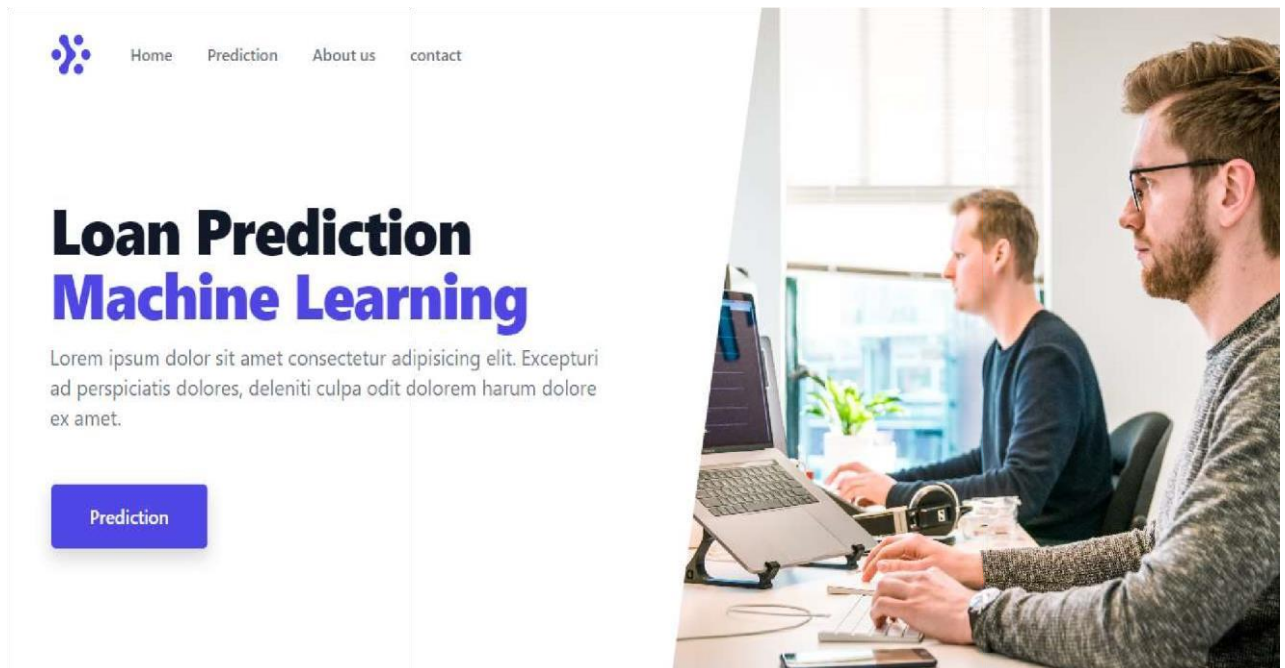 Home Prediction About us contact
Loan Prediction
Machine Learning
Lorem ipsum dolor sit amet consectetur adipisicing elit. Excepturi
ad perspiciatis dolores, deleniti culpa odit dolorem harum dolore
ex amet.
Prediction